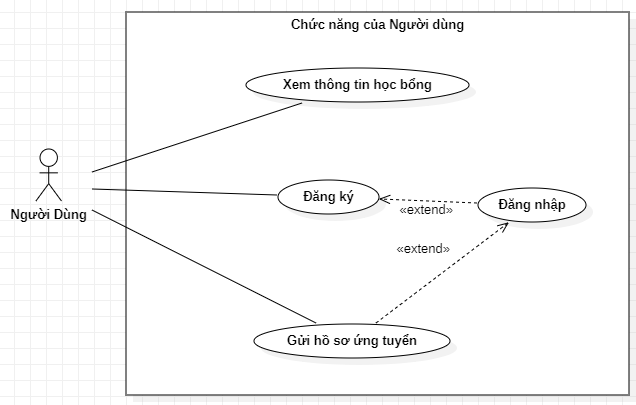 Chức năng của Người dùng
Xem thông tin học bổng
Người Dùng
Đăng ký
«extend»
Đăng nhập
«extend»
Gửi hồ sơ ứng tuyển